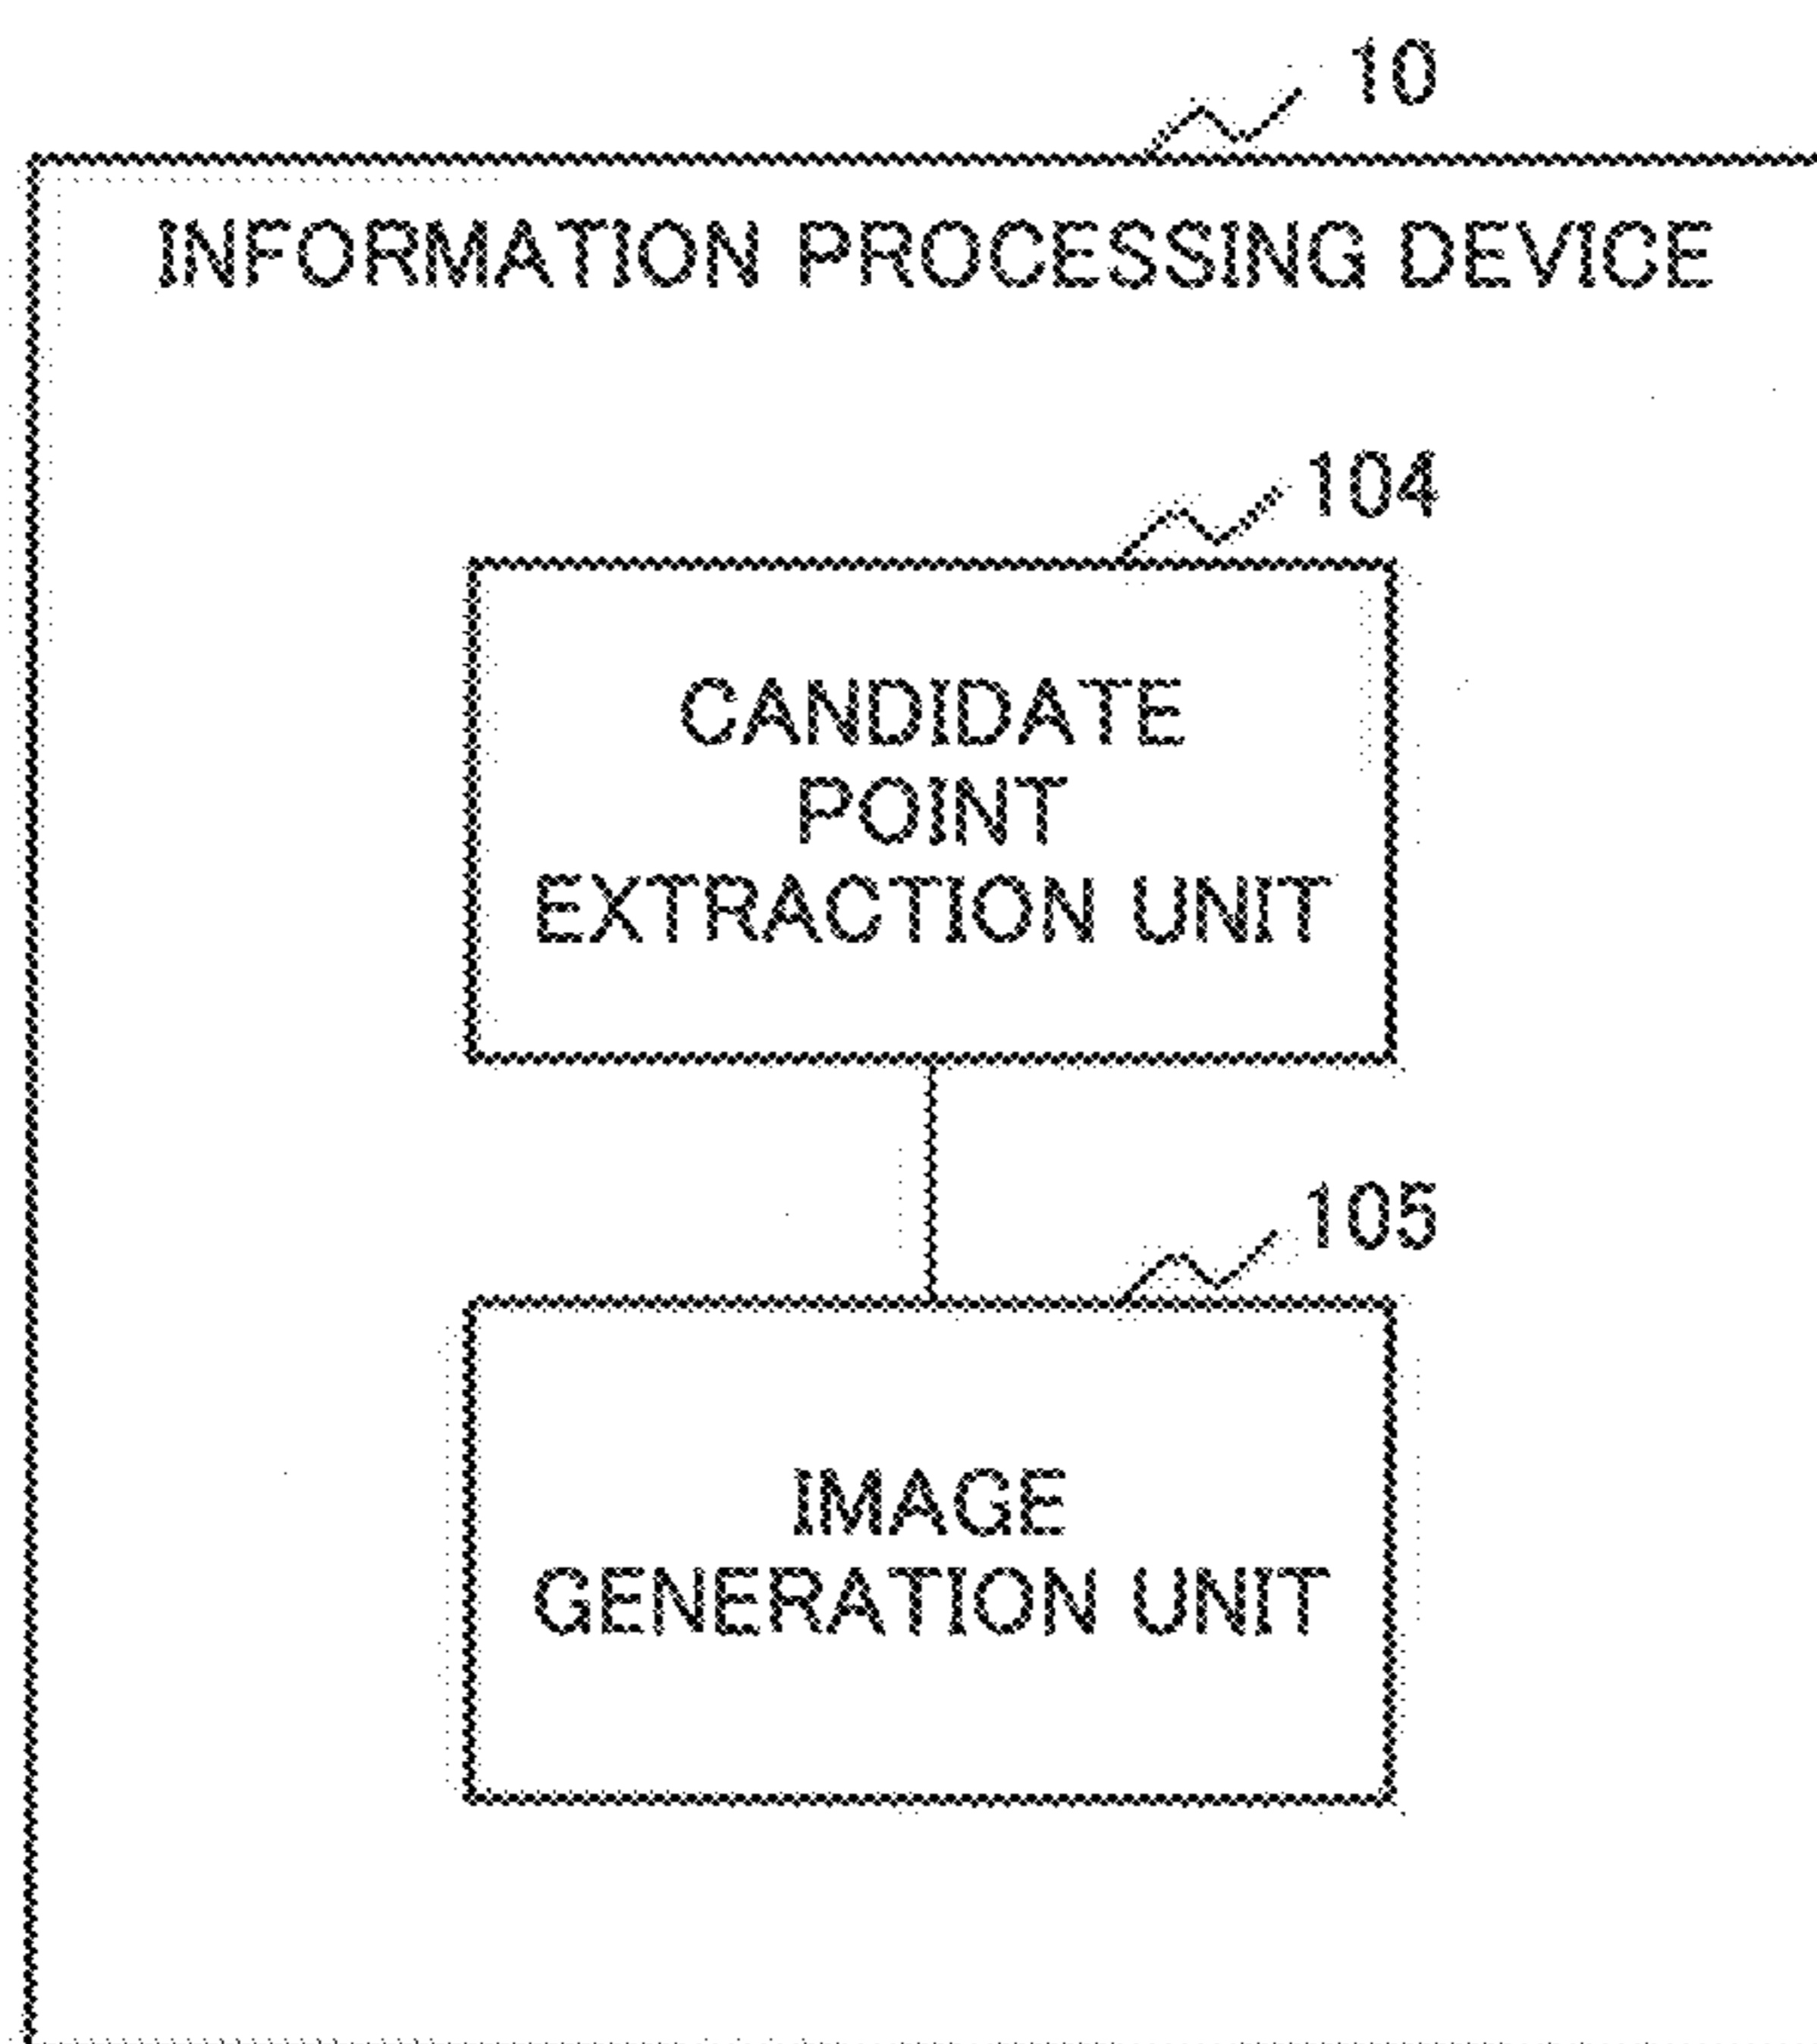 10
INFORMATION PROCESSING DEVICE
104
CANDIDATE
POINT
EXTRACTION UNIT
105
IMAGE
GENERATION UNIT